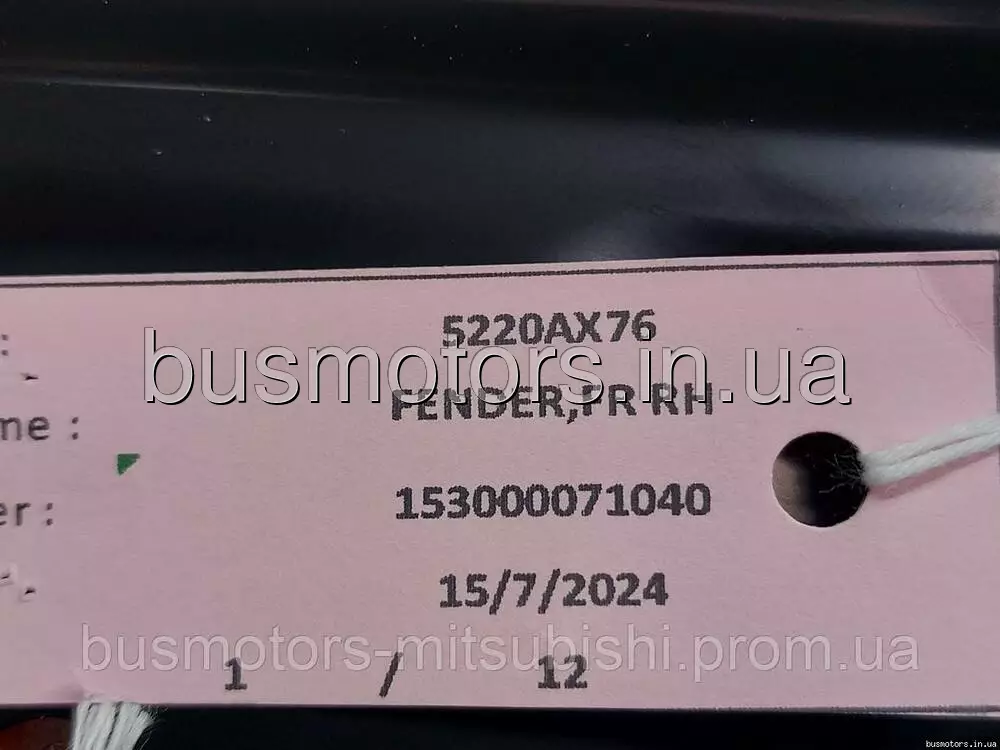 5220AX76
busmotors.in.ua
me :
FENDER,FR RH
er :
153000071040
15/7/2024
busmotors-mitsubishi.prom.ua
1 / 12
busmotors.in.ua